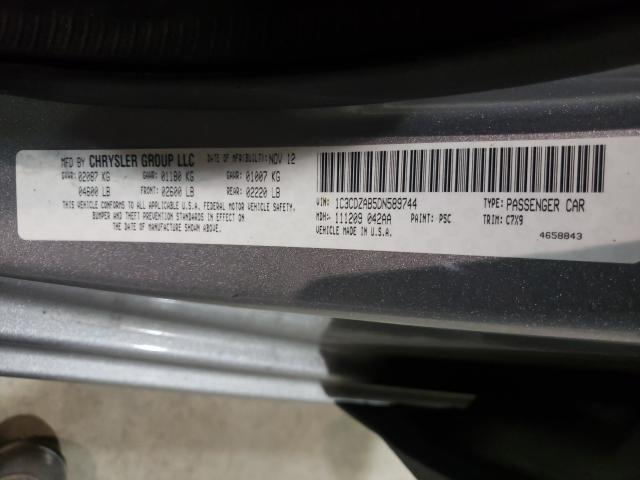 MFD BY CHRYSLER GROUP LLC DATE OF MFR(BUILT): NOV 12
GVWR: 02087 KG GAWR: 01180 KG GAWR: 01007 KG
04600 LB FRONT: 02600 LB REAR: 02220 LB
THIS VEHICLE CONFORMS TO ALL APPLICABLE U.S.A. FEDERAL MOTOR VEHICLE SAFETY,
BUMPER AND THEFT PREVENTION STANDARDS IN EFFECT ON
THE DATE OF MANUFACTURE SHOWN ABOVE.
VIN: 1C3CDZAB5DN589744 TYPE: PASSENGER CAR
MDH: 111209 042AA PAINT: PSC TRIM: C7X9
VEHICLE MADE IN U.S.A. 4658843